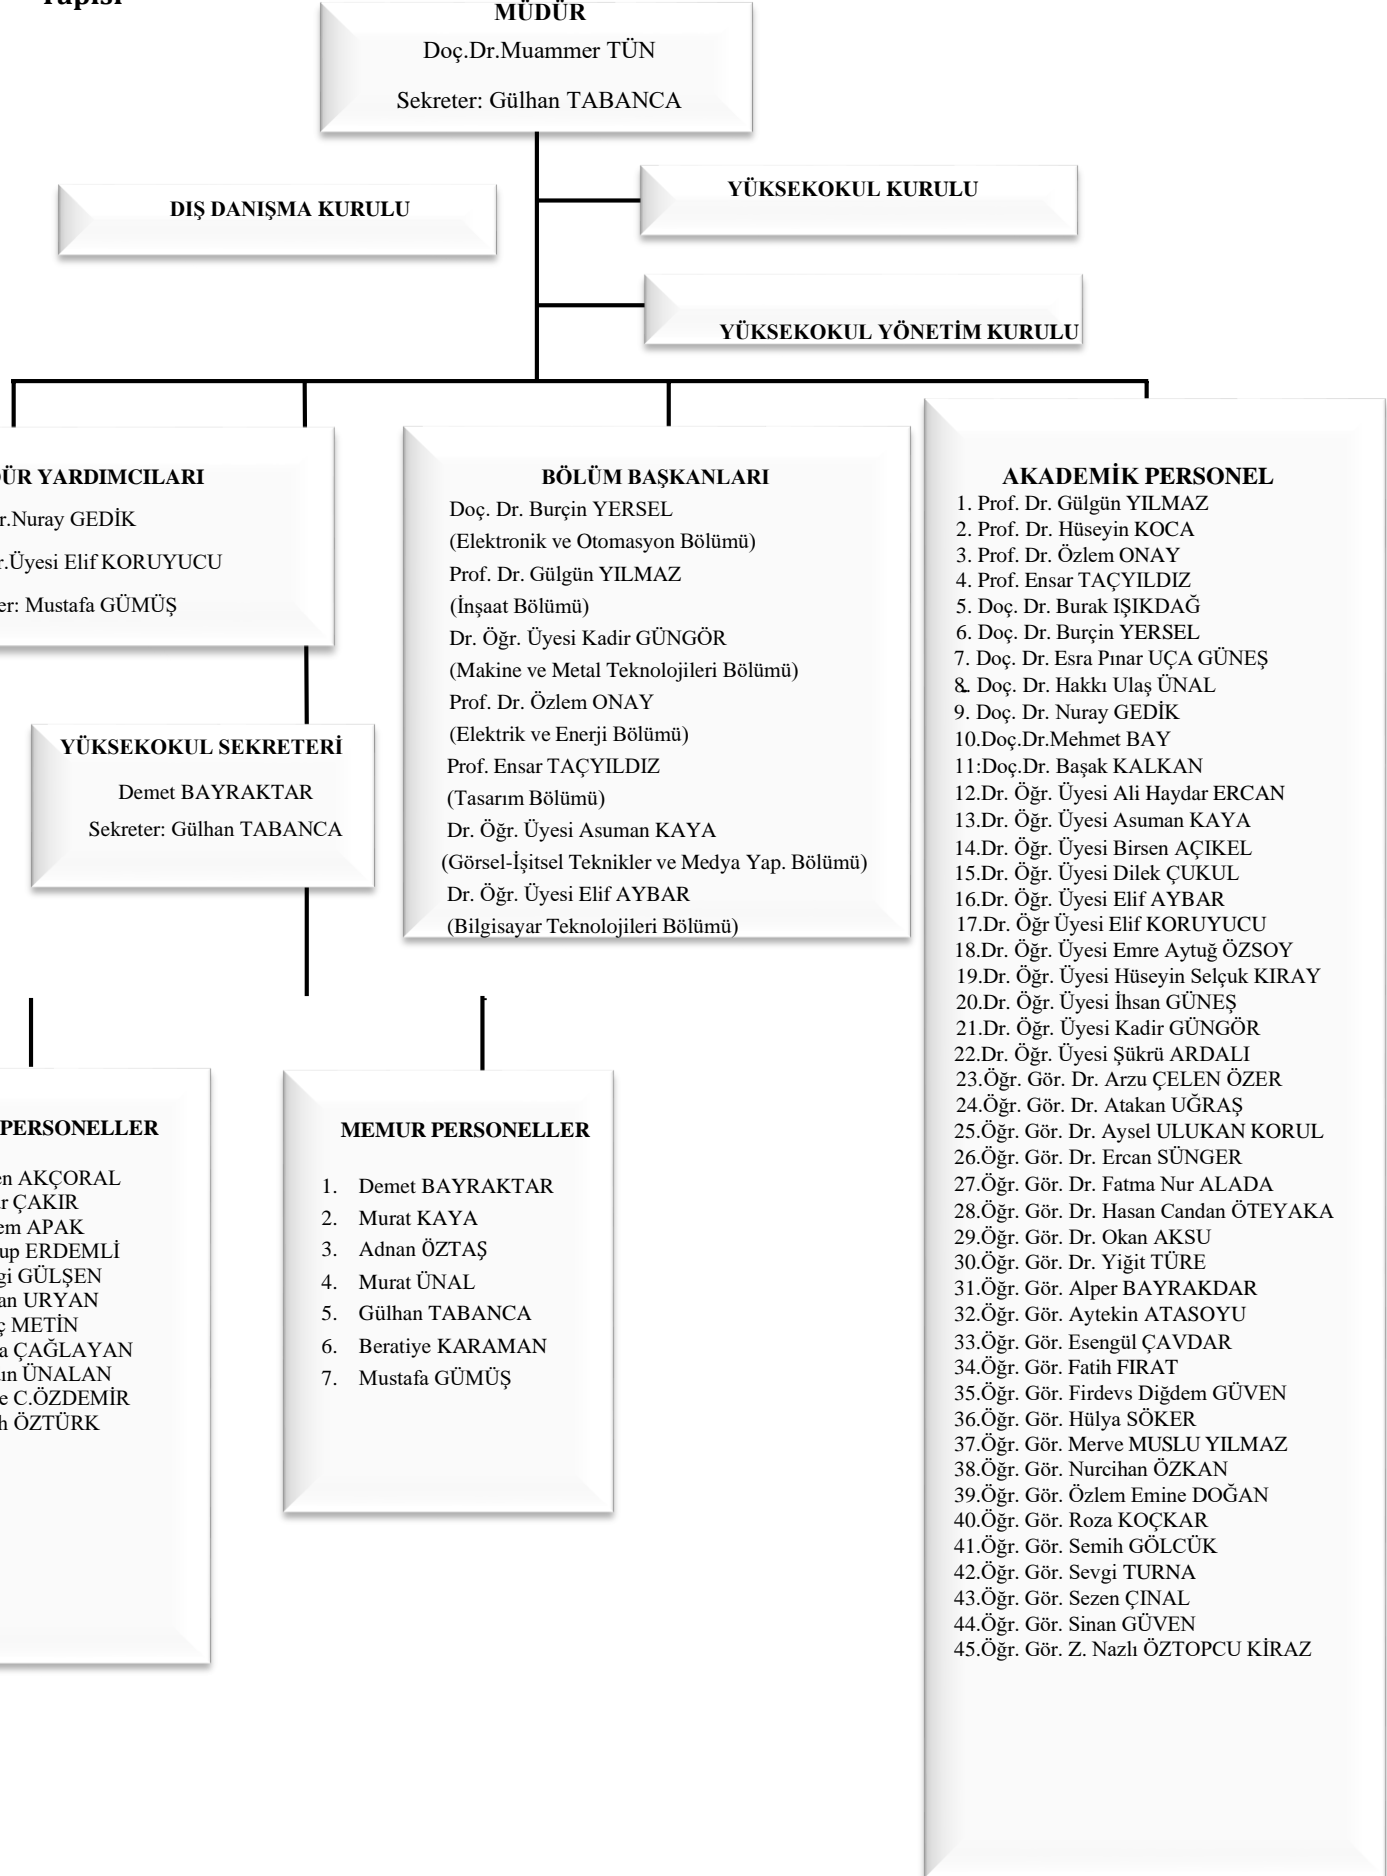 MÜDÜR
Doç.Dr.Muammer TÜN
Sekreter: Gülhan TABANCA
DIŞ DANIŞMA KURULU
YÜKSEKOKUL KURULU
YÜKSEKOKUL YÖNETİM KURULU
YARDIMCILARI
Nuray GEDİK
Üyesi Elif KORUYUCU
Mustafa GÜMÜŞ
YÜKSEKOKUL SEKRETERİ
Demet BAYRAKTAR
Sekreter: Gülhan TABANCA
BÖLÜM BAŞKANLARI
Doç. Dr. Burçin YERSEL
(Elektronik ve Otomasyon Bölümü)
Prof. Dr. Gülgün YILMAZ
(İnşaat Bölümü)
Dr. Öğr. Üyesi Kadir GÜNGÖR
(Makine ve Metal Teknolojileri Bölümü)
Prof. Dr. Özlem ONAY
(Elektrik ve Enerji Bölümü)
Prof. Ensar TAÇYILDIZ
(Tasarım Bölümü)
Dr. Öğr. Üyesi Asuman KAYA
(Görsel-İşitsel Teknikler ve Medya Yap. Bölümü)
Dr. Öğr. Üyesi Elif AYBAR
(Bilgisayar Teknolojileri Bölümü)
AKADEMİK PERSONEL
1. Prof. Dr. Gülgün YILMAZ
2. Prof. Dr. Hüseyin KOCA
3. Prof. Dr. Özlem ONAY
4. Prof. Ensar TAÇYILDIZ
5. Doç. Dr. Burak IŞIKDAĞ
6. Doç. Dr. Burçin YERSEL
7. Doç. Dr. Esra Pınar UÇA GÜNEŞ
8. Doç. Dr. Hakkı Ulaş ÜNAL
9. Doç. Dr. Nuray GEDİK
10.Doç.Dr.Mehmet BAY
11:Doç.Dr. Başak KALKAN
12.Dr. Öğr. Üyesi Ali Haydar ERCAN
13.Dr. Öğr. Üyesi Asuman KAYA
14.Dr. Öğr. Üyesi Birsen AÇIKEL
15.Dr. Öğr. Üyesi Dilek ÇUKUL
16.Dr. Öğr. Üyesi Elif AYBAR
17.Dr. Öğr Üyesi Elif KORUYUCU
18.Dr. Öğr. Üyesi Emre Aytuğ ÖZSOY
19.Dr. Öğr. Üyesi Hüseyin Selçuk KIRAY
20.Dr. Öğr. Üyesi İhsan GÜNEŞ
21.Dr. Öğr. Üyesi Kadir GÜNGÖR
22.Dr. Öğr. Üyesi Şükrü ARDALI
23.Öğr. Gör. Dr. Arzu ÇELEN ÖZER
24.Öğr. Gör. Dr. Atakan UĞRAŞ
25.Öğr. Gör. Dr. Aysel ULUKAN KORUL
26.Öğr. Gör. Dr. Ercan SÜNGER
27.Öğr. Gör. Dr. Fatma Nur ALADA
28.Öğr. Gör. Dr. Hasan Candan ÖTEYAKA
29.Öğr. Gör. Dr. Okan AKSU
30.Öğr. Gör. Dr. Yiğit TÜRE
31.Öğr. Gör. Alper BAYRAKDAR
32.Öğr. Gör. Aytekin ATASOYU
33.Öğr. Gör. Esengül ÇAVDAR
34.Öğr. Gör. Fatih FIRAT
35.Öğr. Gör. Firdevs Diğdem GÜVEN
36.Öğr. Gör. Hülya SÖKER
37.Öğr. Gör. Merve MUSLU YILMAZ
38.Öğr. Gör. Nurcihan ÖZKAN
39.Öğr. Gör. Özlem Emine DOĞAN
40.Öğr. Gör. Roza KOÇKAR
41.Öğr. Gör. Semih GÖLCÜK
42.Öğr. Gör. Sevgi TURNA
43.Öğr. Gör. Sezen ÇINAL
44.Öğr. Gör. Sinan GÜVEN
45.Öğr. Gör. Z. Nazlı ÖZTOPCU KİRAZ
PERSONELLER
AKÇORAL
ÇAKIR
APAK
ERDEMLİ
GÜLŞEN
URYAN
METİN
ÇAĞLAYAN
ÜNALAN
C.ÖZDEMİR
ÖZTÜRK
MEMUR PERSONELLER
1. Demet BAYRAKTAR
2. Murat KAYA
3. Adnan ÖZTAŞ
4. Murat ÜNAL
5. Gülhan TABANCA
6. Beratiye KARAMAN
7. Mustafa GÜMÜŞ